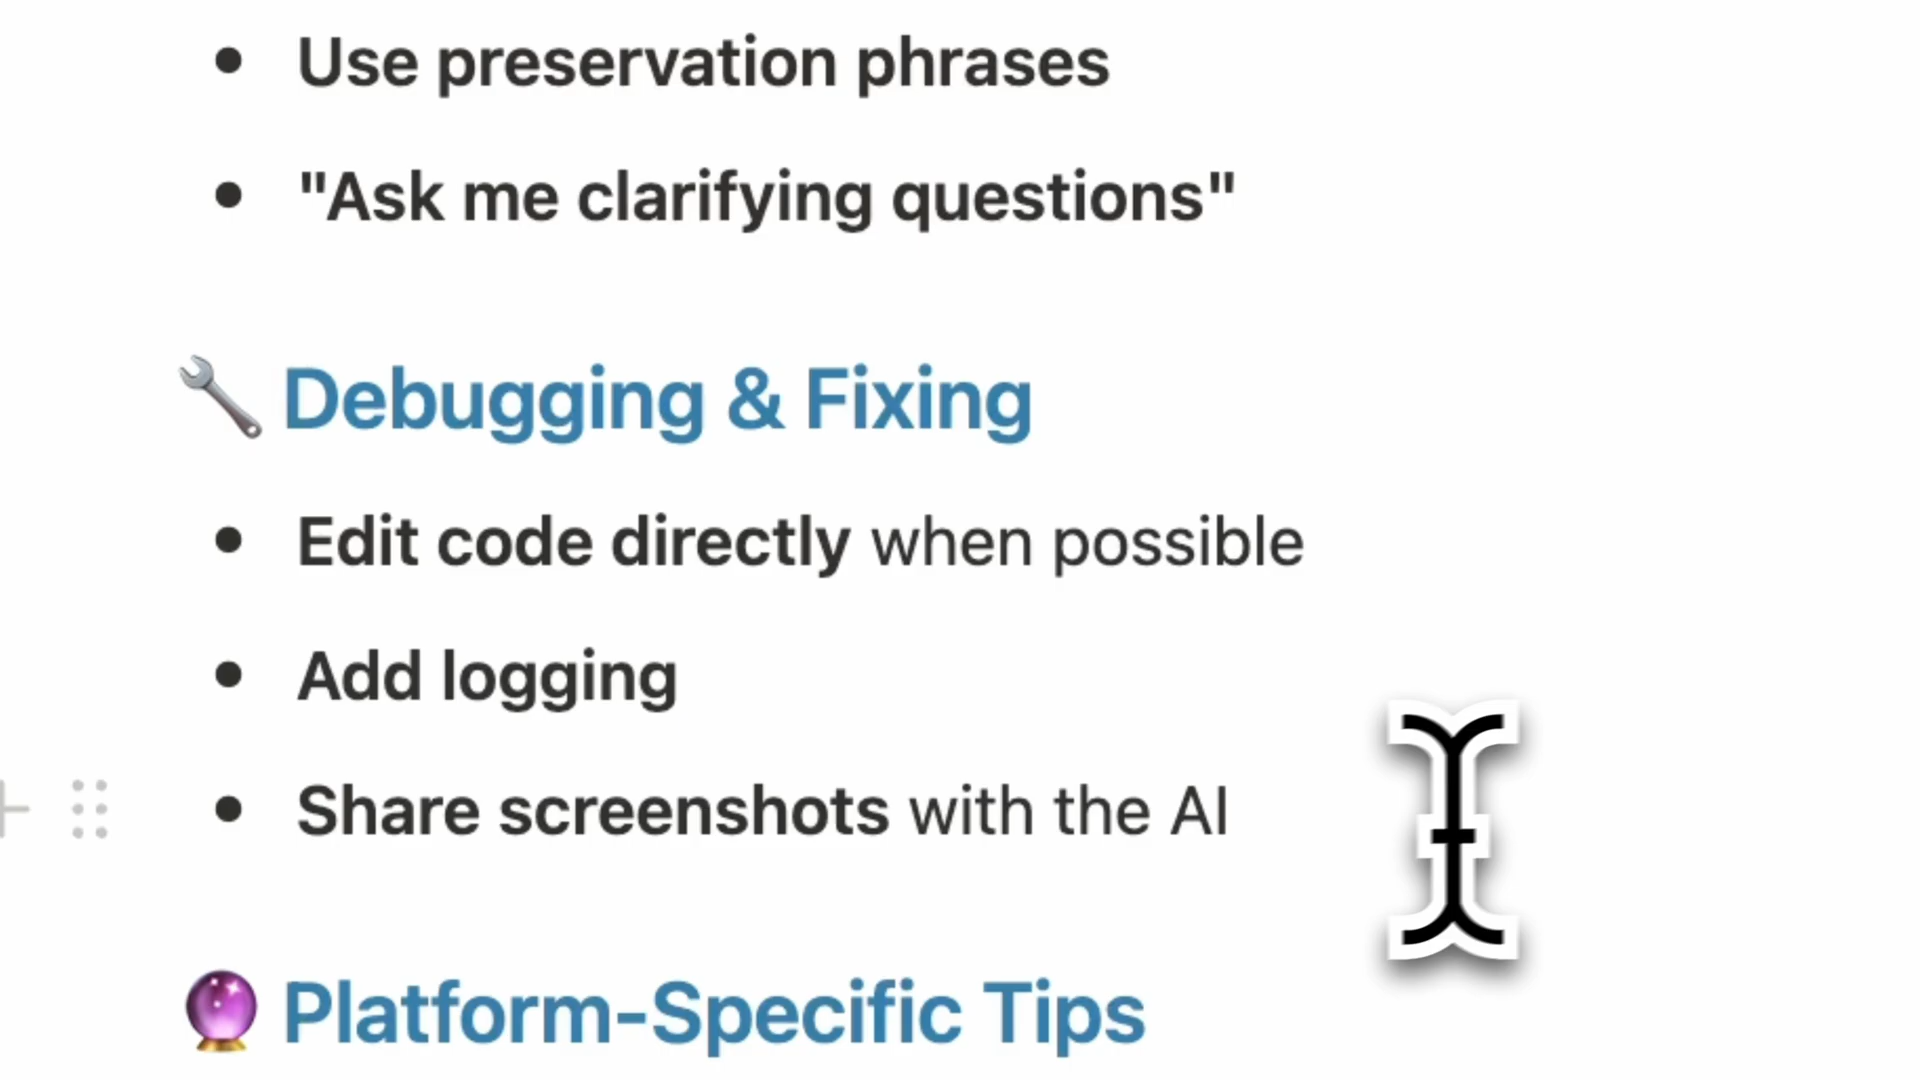 • Use preservation phrases
• "Ask me clarifying questions"
🔧 Debugging & Fixing
• Edit code directly when possible
• Add logging
• Share screenshots with the AI
🔮 Platform-Specific Tips